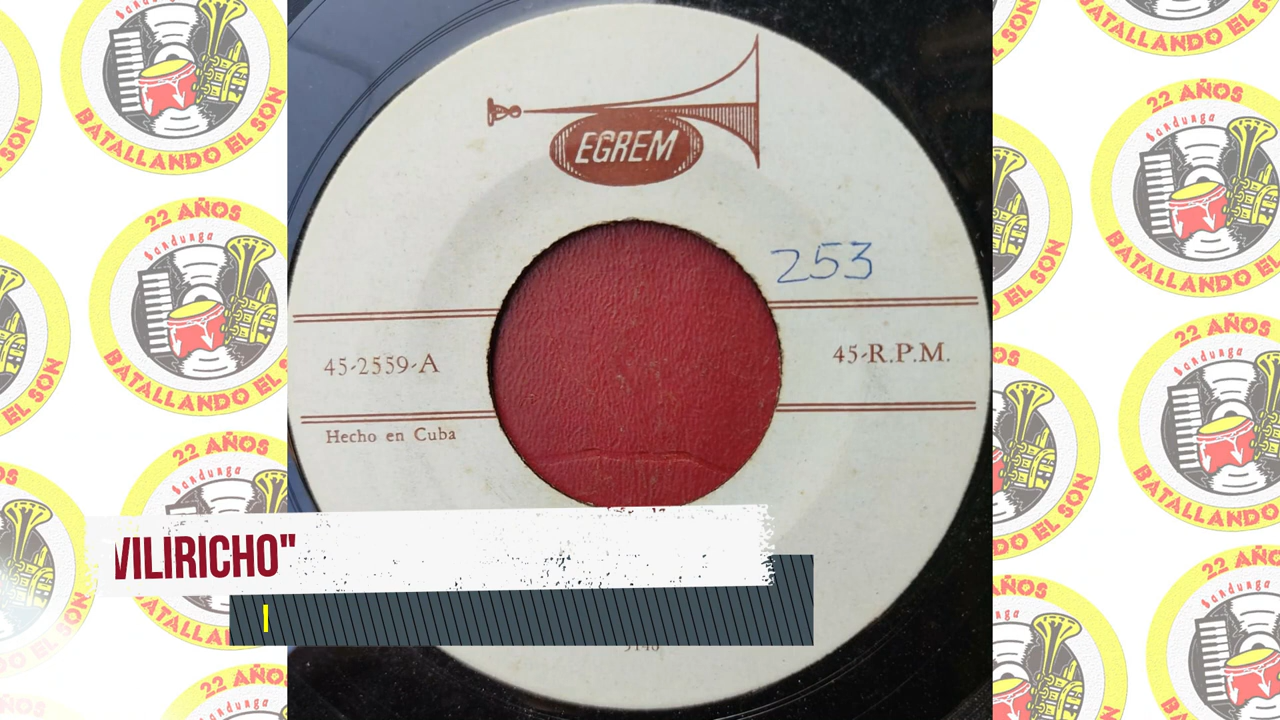 EGREM
253
45-2559-A
45-R.P.M.
Hecho en Cuba
VILIRICHO"
22 AÑOS
Sandunga
BATALLANDO EL SON